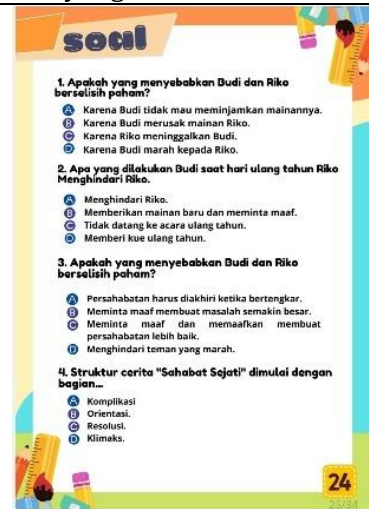 soal
1. Apakah yang menyebabkan Budi dan Riko
berselisih paham?
A Karena Budi tidak mau meminjamkan mainannya.
B Karena Budi merusak mainan Riko.
C Karena Riko meninggalkan Budi.
D Karena Budi marah kepada Riko.
2. Apa yang dilakukan Budi saat hari ulang tahun Riko
Menghindari Riko.
A Menghindari Riko.
B Memberikan mainan baru dan meminta maaf.
C Tidak datang ke acara ulang tahun.
D Memberi kue ulang tahun.
3. Apakah yang menyebabkan Budi dan Riko
berselisih paham?
A Persahabatan harus diakhiri ketika bertengkar.
B Meminta maaf membuat masalah semakin besar.
C Meminta maaf dan memaafkan membuat
persahabatan lebih baik.
D Menghindari teman yang marah.
4. Struktur cerita "Sahabat Sejati" dimulai dengan
bagian...
A Komplikasi
B Orientasi.
C Resolusi.
D Klimaks.
24